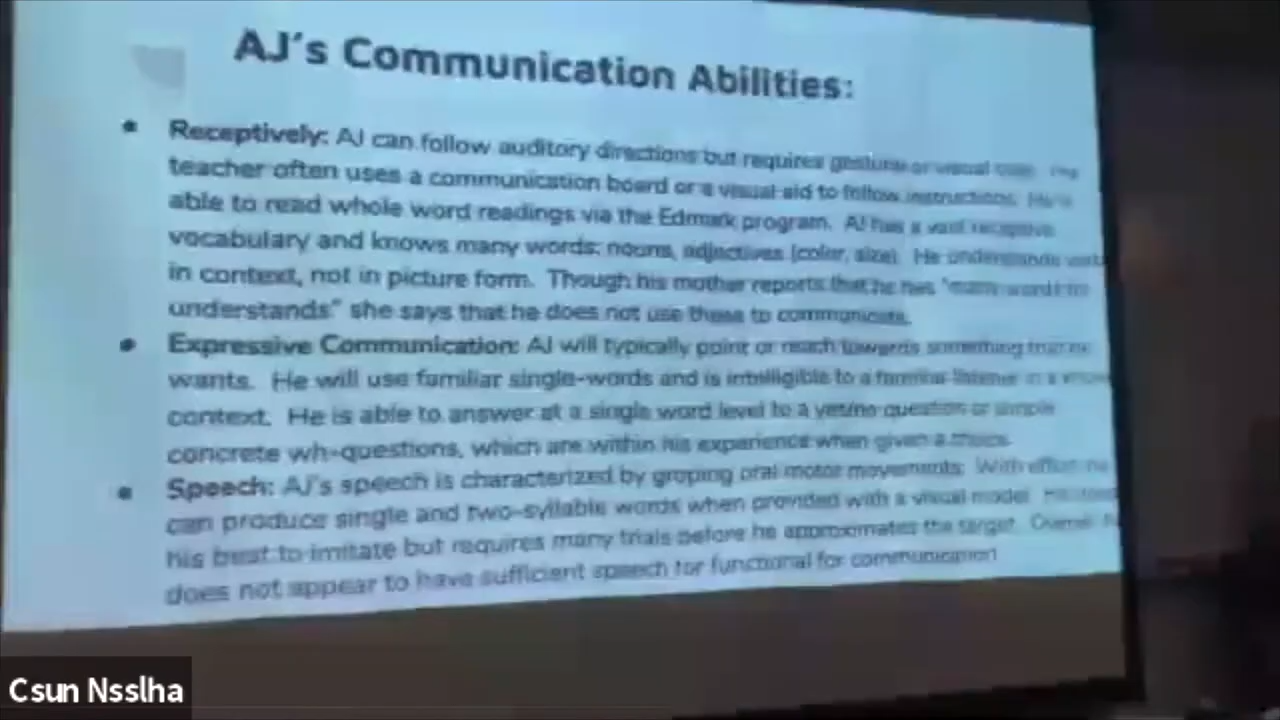 AJ's Communication Abilities:
• Receptively: AJ can follow auditory directions but requires gestural or visual cues. The
teacher often uses a communication board or a visual aid to follow instructions. He is
able to read whole word readings via the Edmark program. AJ has a vast receptive
vocabulary and knows many words: nouns, adjectives (color, size). He understands verbs
in context, not in picture form. Though his mother reports that he has "many words he
understands" she says that he does not use these to communicate.
• Expressive Communication: AJ will typically point or reach towards something that he
wants. He will use familiar single-words and is intelligible to a familiar listener in a known
context. He is able to answer at a single word level to a yes/no question or simple
concrete wh-questions, which are within his experience when given a choice.
• Speech: AJ's speech is characterized by groping oral motor movements. With effort he
can produce single and two-syllable words when provided with a visual model. He
his best to imitate but requires many trials before he approximates the target. Overall
does not appear to have sufficient speech for functional for communication
Csun Nsslha